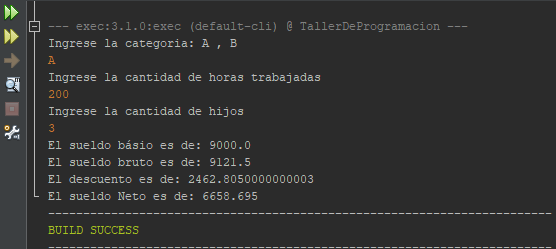 --- exec:3.1.0:exec (default-cli) @ TallerDeProgramacion ---
Ingrese la categoria: A , B
A
Ingrese la cantidad de horas trabajadas
200
Ingrese la cantidad de hijos
3
El sueldo básio es de: 9000.0
El sueldo bruto es de: 9121.5
El descuento es de: 2462.8050000000003
El sueldo Neto es de: 6658.695
------------------------------------------------------------------------
BUILD SUCCESS
------------------------------------------------------------------------